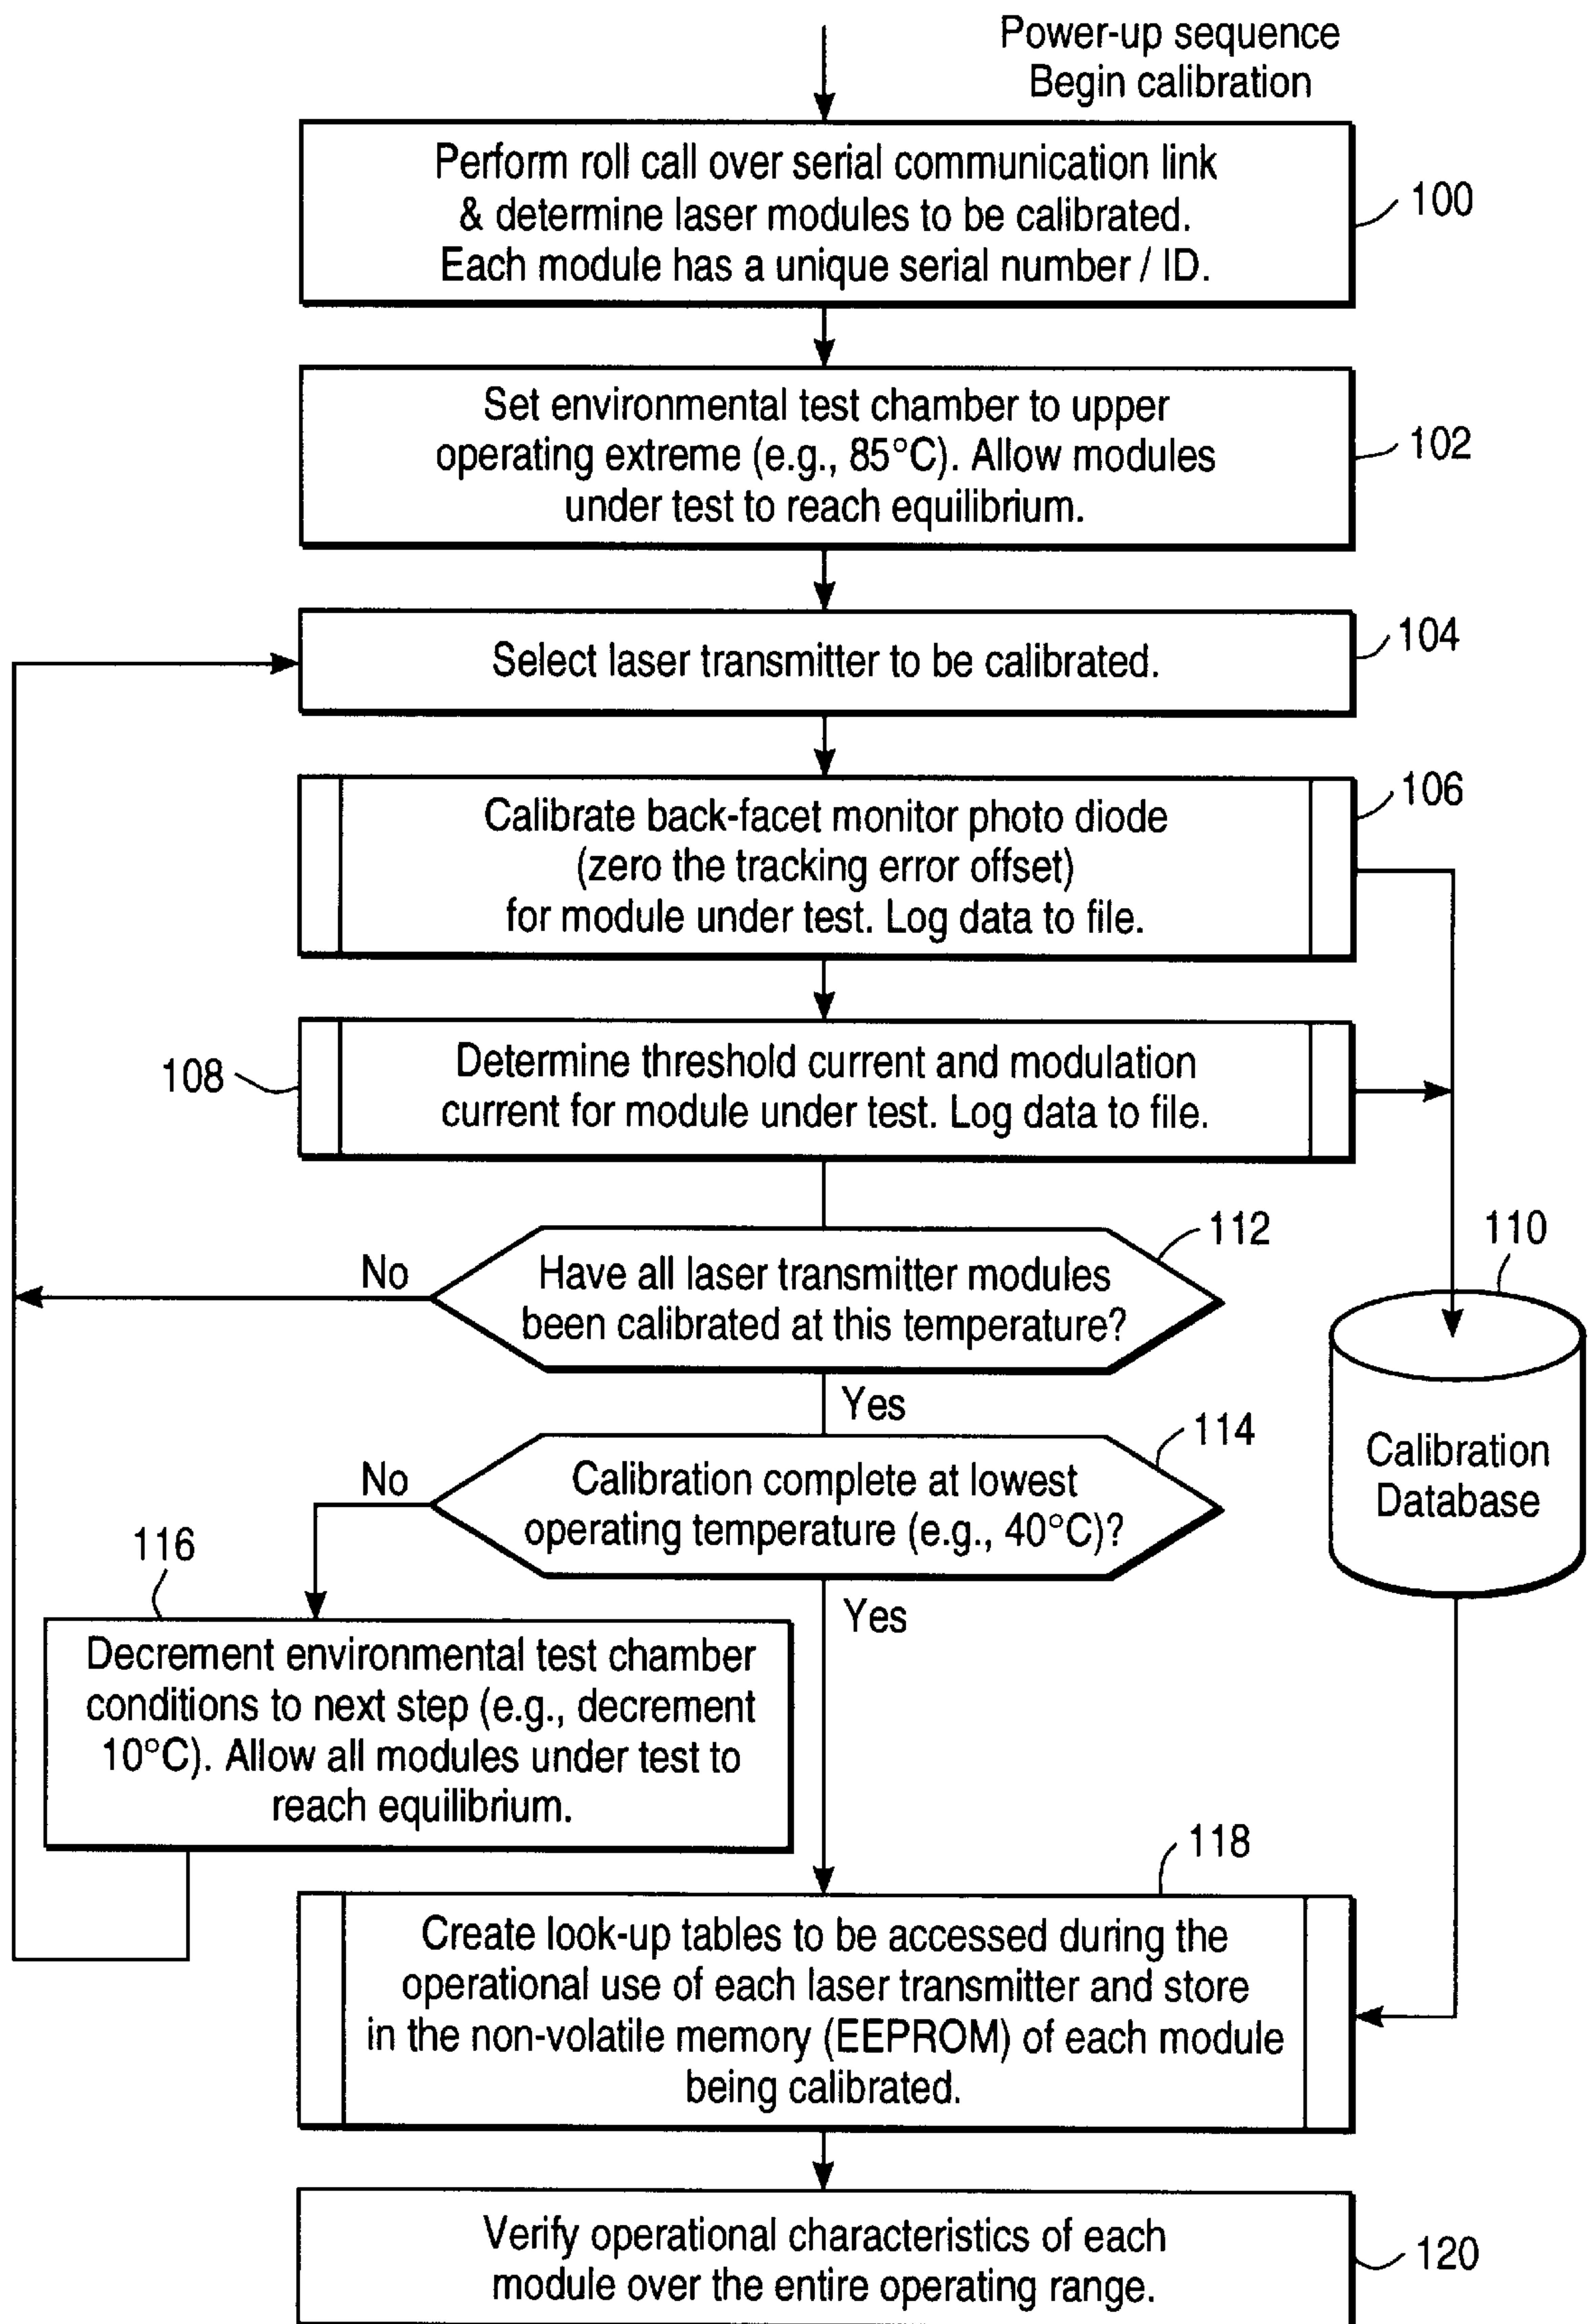 Power-up sequence
Begin calibration
Perform roll call over serial communication link
& determine laser modules to be calibrated.
Each module has a unique serial number / ID.
100
Set environmental test chamber to upper
operating extreme (e.g., 85°C). Allow modules
under test to reach equilibrium.
102
Select laser transmitter to be calibrated.
104
Calibrate back-facet monitor photo diode
(zero the tracking error offset)
for module under test. Log data to file.
106
Determine threshold current and modulation
current for module under test. Log data to file.
108
Have all laser transmitter modules
been calibrated at this temperature?
112
No
Yes
110
Calibration
Database
Calibration complete at lowest
operating temperature (e.g., 40°C)?
114
No
Yes
116
Decrement environmental test chamber
conditions to next step (e.g., decrement
10°C). Allow all modules under test to
reach equilibrium.
118
Create look-up tables to be accessed during the
operational use of each laser transmitter and store
in the non-volatile memory (EEPROM) of each module
being calibrated.
Verify operational characteristics of each
module over the entire operating range.
120